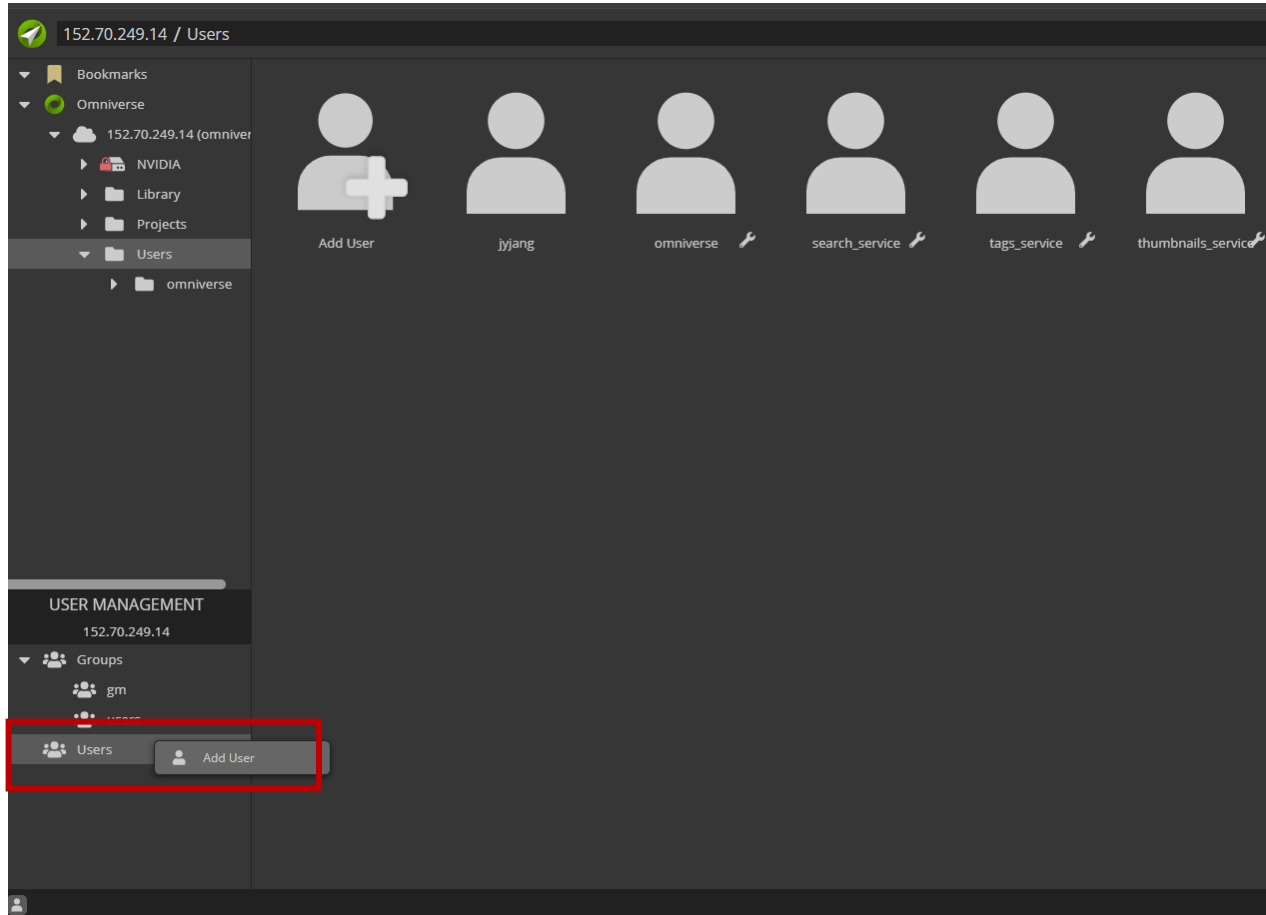 152.70.249.14 / Users
Bookmarks
Omniverse
152.70.249.14 (omniver
NVIDIA
Library
Projects
Users
omniverse
Add User
jyjang
omniverse
search_service
tags_service
thumbnails_service
USER MANAGEMENT
152.70.249.14
Groups
gm
users
Users
Add User